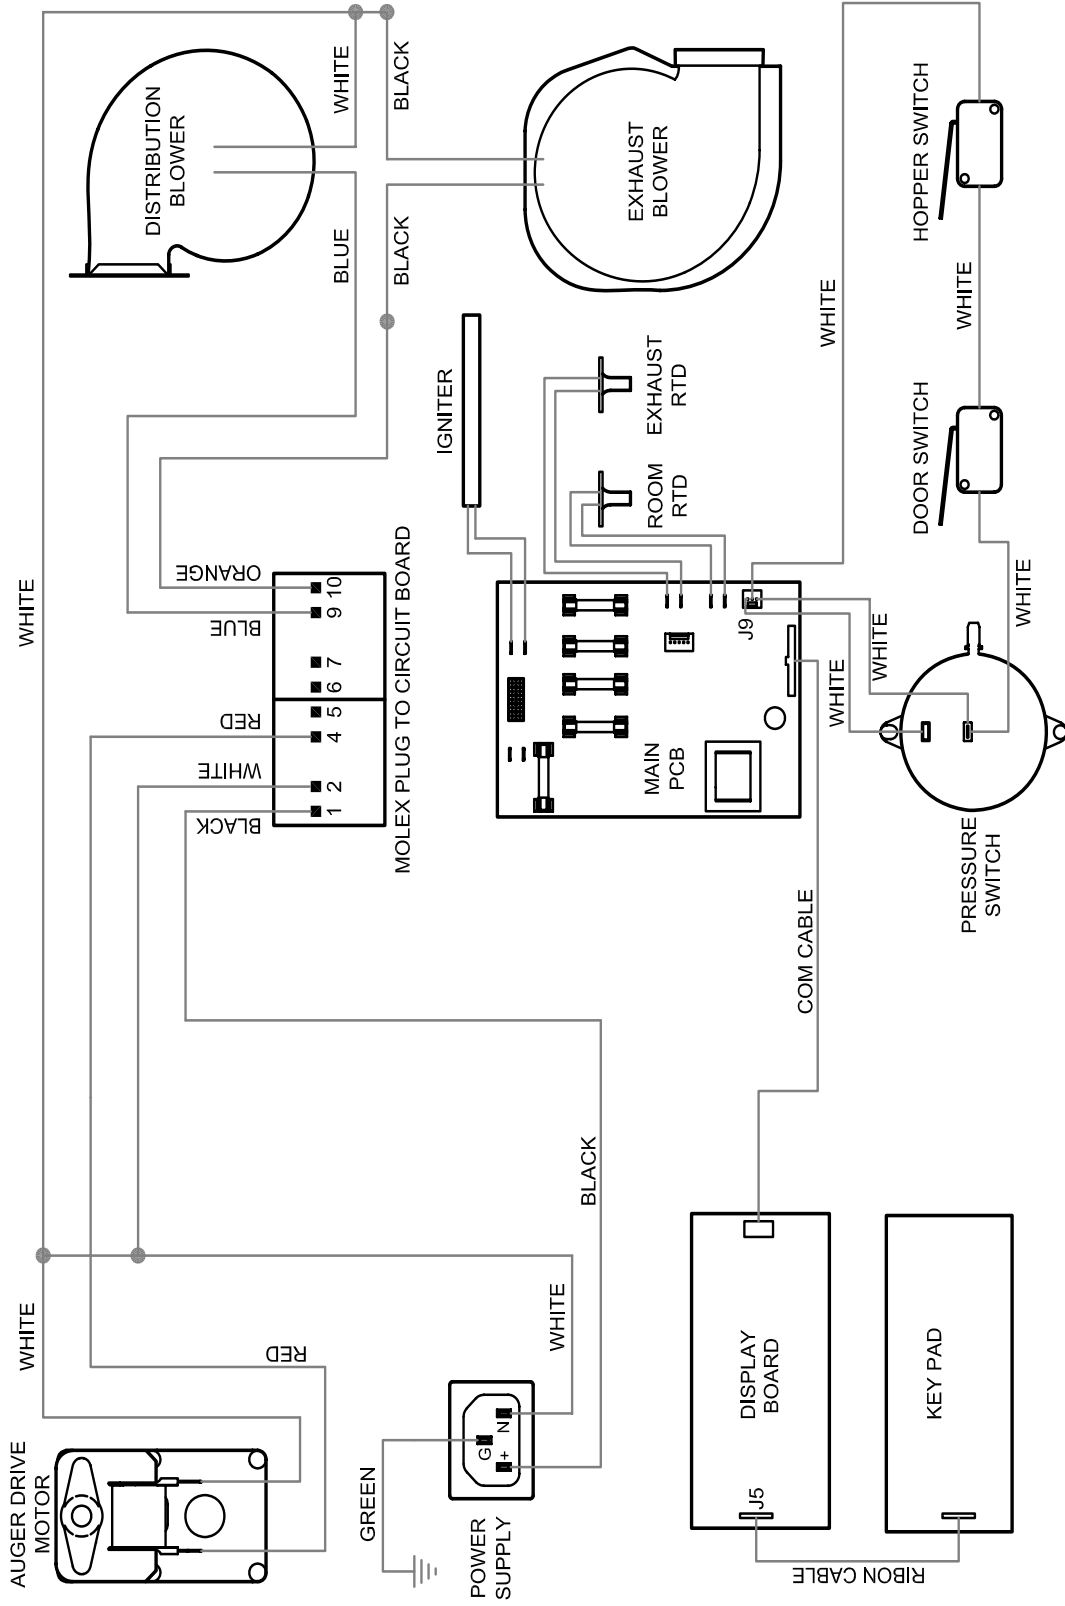 WHITE
BLACK
DISTRIBUTION
BLOWER
BLUE
BLACK
EXHAUST
BLOWER
WHITE
HOPPER SWITCH
WHITE
IGNITER
EXHAUST
RTD
ROOM
RTD
DOOR SWITCH
WHITE
WHITE
ORANGE
BLUE
RED
WHITE
BLACK
10
9
7
6
5
4
2
1
MOLEX PLUG TO CIRCUIT BOARD
J9
MAIN
PCB
WHITE
WHITE
PRESSURE
SWITCH
COM CABLE
BLACK
WHITE
RED
WHITE
AUGER DRIVE
MOTOR
GREEN
G
N
+
POWER
SUPPLY
DISPLAY
BOARD
J5
KEY PAD
RIBON CABLE